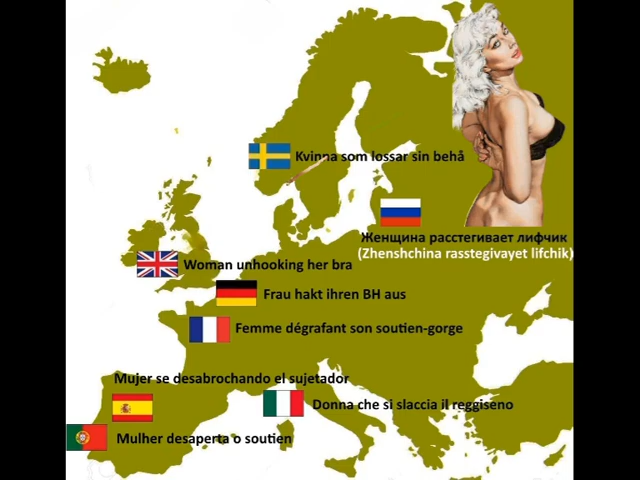 Kvinna som lossar sin behå
Женщина расстегивает лифчик
(Zhenshchina rasstegivayet lifchik)
Woman unhooking her bra
Frau hakt ihren BH aus
Femme dégrafant son soutien-gorge
Mujer se desabrochando el sujetador
Donna che si slaccia il reggiseno
Mulher desaperta o soutien